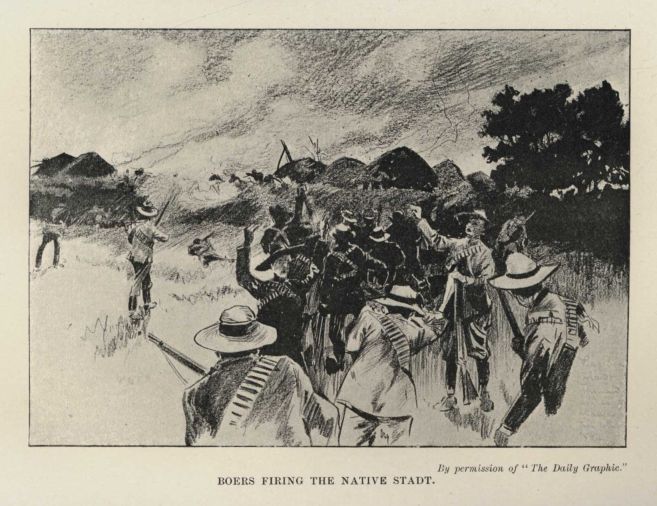 By permission of "The Daily Graphic."
BOERS FIRING THE NATIVE STADT.